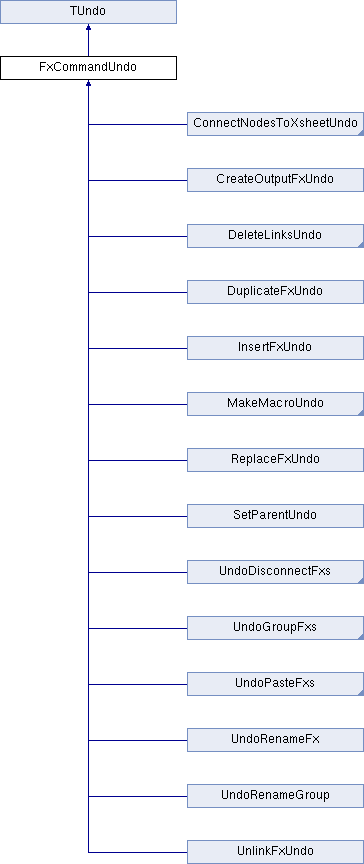 TUndo
FxCommandUndo
ConnectNodesToXsheetUndo
CreateOutputFxUndo
DeleteLinksUndo
DuplicateFxUndo
InsertFxUndo
MakeMacroUndo
ReplaceFxUndo
SetParentUndo
UndoDisconnectFxs
UndoGroupFxs
UndoPasteFxs
UndoRenameFx
UndoRenameGroup
UnlinkFxUndo